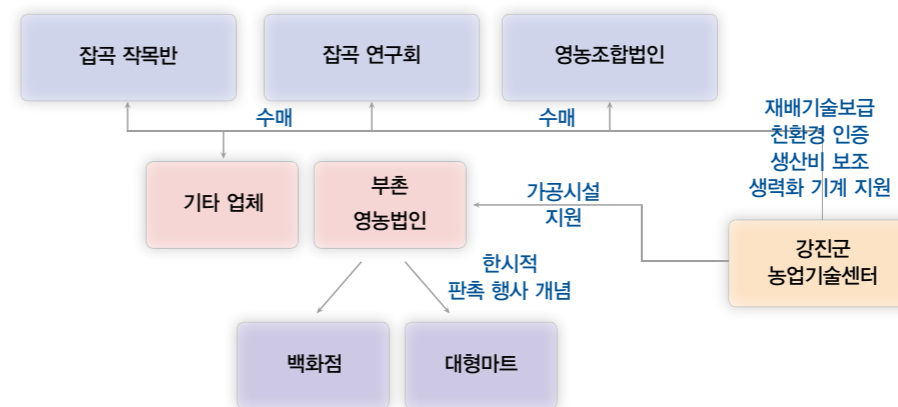 잡곡 작목반
잡곡 연구회
영농조합법인
수매
수매
재배기술보급
친환경 인증
생산비 보조
생력화 기계 지원
기타 업체
부촌
영농법인
가공시설
지원
강진군
농업기술센터
한시적
판촉 행사 개념
백화점
대형마트